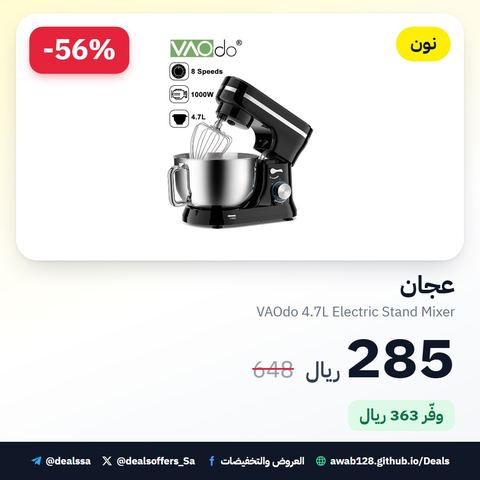 -56%
نون
VAOdo®
8 Speeds
1000W
4.7L
عجان
VAOdo 4.7L Electric Stand Mixer
285 ريال 648
وفّر 363 ريال
@dealssa @dealsoffers_Sa العروض والتخفيضات awab128.github.io/Deals